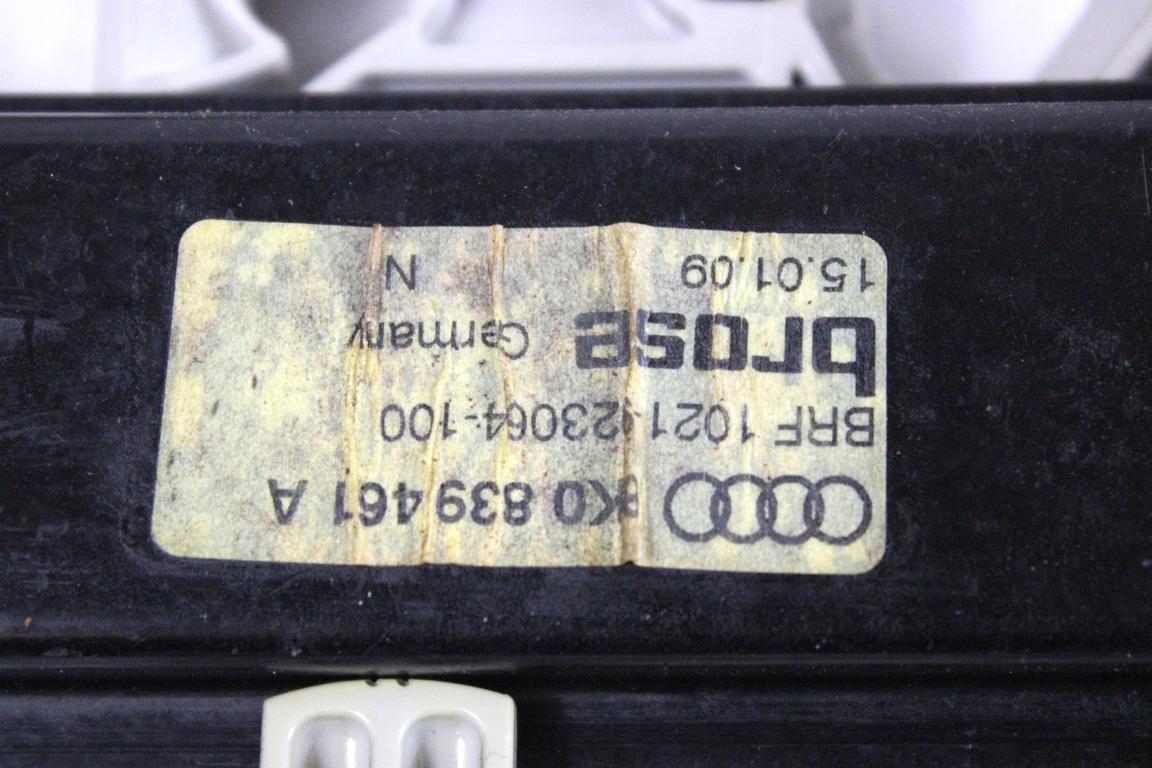 8K0 839 461 A
BRF 1021 923064-100
brose Germany
15.01.09 N